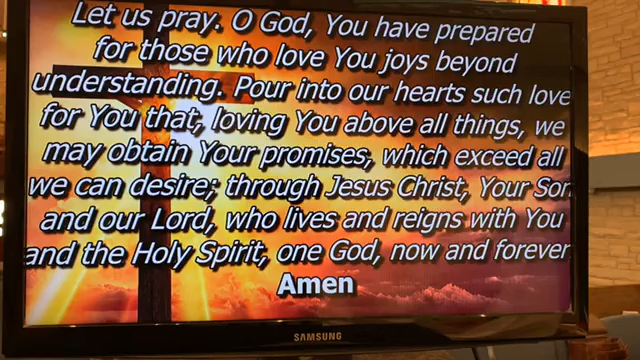 Let us pray. O God, You have prepared
for those who love You joys beyond
understanding. Pour into our hearts such love
for You that, loving You above all things, we
may obtain Your promises, which exceed all
we can desire; through Jesus Christ, Your Son
and our Lord, who lives and reigns with You
and the Holy Spirit, one God, now and forever
Amen
SAMSUNG